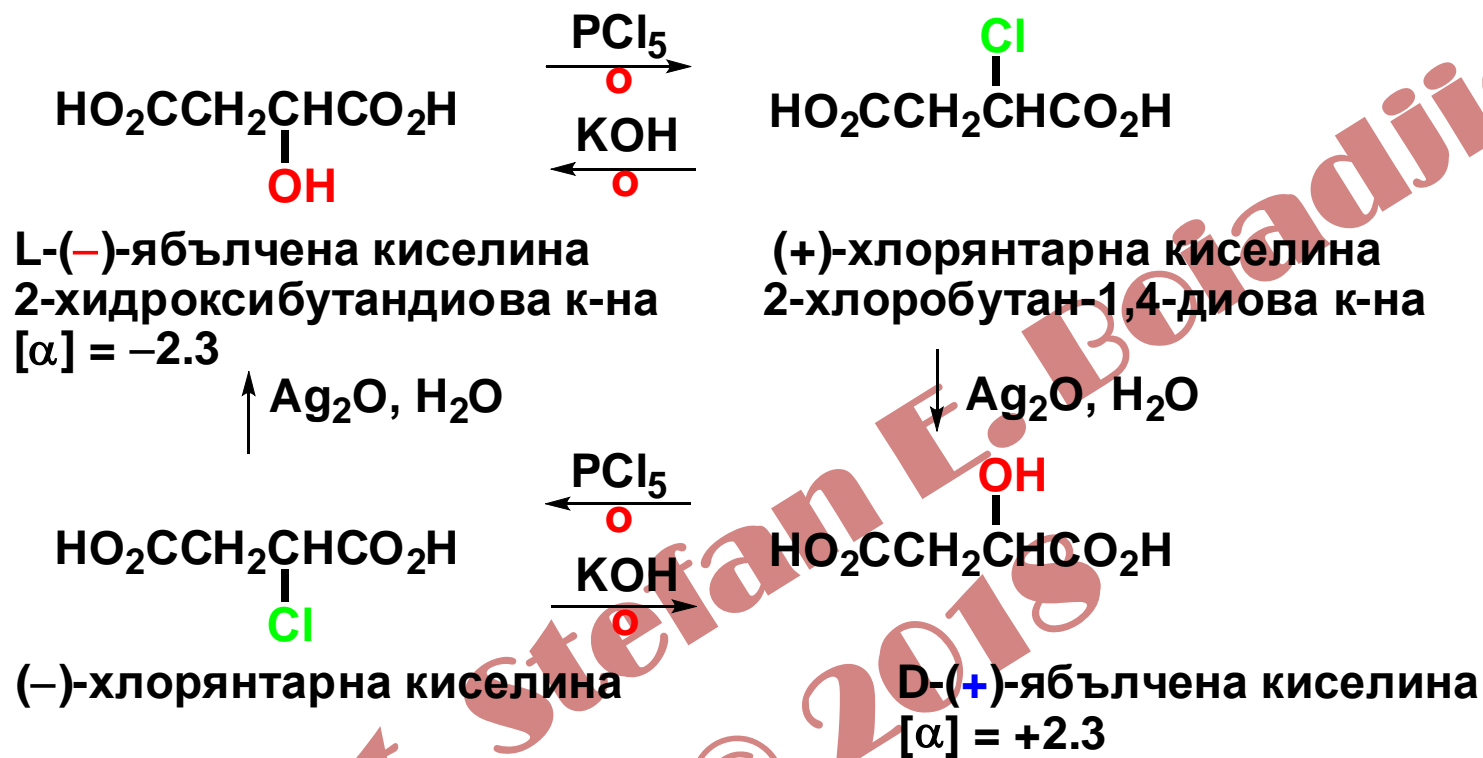 PCl5
o
KOH
o
HO2CCH2CHCO2H
OH
Cl
HO2CCH2CHCO2H
L-(–)-ябълчена киселина
2-хидроксибутандиова к-на
[α] = –2.3
(+)-хлорянтарна киселина
2-хлоробутан-1,4-диова к-на
Ag2O, H2O
Ag2O, H2O
PCl5
o
KOH
o
HO2CCH2CHCO2H
Cl
OH
HO2CCH2CHCO2H
(–)-хлорянтарна киселина
D-(+)-ябълчена киселина
[α] = +2.3
Stefan E. Bojadji
© 2018